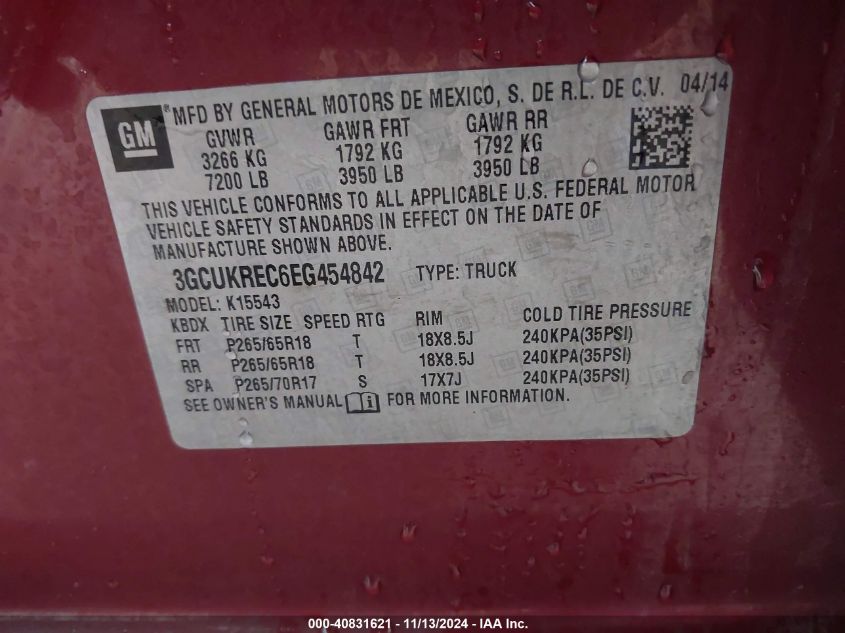 GM ® MFD BY GENERAL MOTORS DE MEXICO, S. DE R.L. DE C.V. 04/14
GVWR GAWR FRT GAWR RR
3266 KG 1792 KG 1792 KG
7200 LB 3950 LB 3950 LB
THIS VEHICLE CONFORMS TO ALL APPLICABLE U.S. FEDERAL MOTOR
VEHICLE SAFETY STANDARDS IN EFFECT ON THE DATE OF
MANUFACTURE SHOWN ABOVE.
3GCUKREC6EG454842 TYPE: TRUCK
MODEL: K15543
KBDX TIRE SIZE SPEED RTG RIM COLD TIRE PRESSURE
FRT P265/65R18 T 18X8.5J 240KPA(35PSI)
RR P265/65R18 T 18X8.5J 240KPA(35PSI)
SPA P265/70R17 S 17X7J 240KPA(35PSI)
SEE OWNER'S MANUAL i FOR MORE INFORMATION.
000-40831621 - 11/13/2024 - IAA Inc.